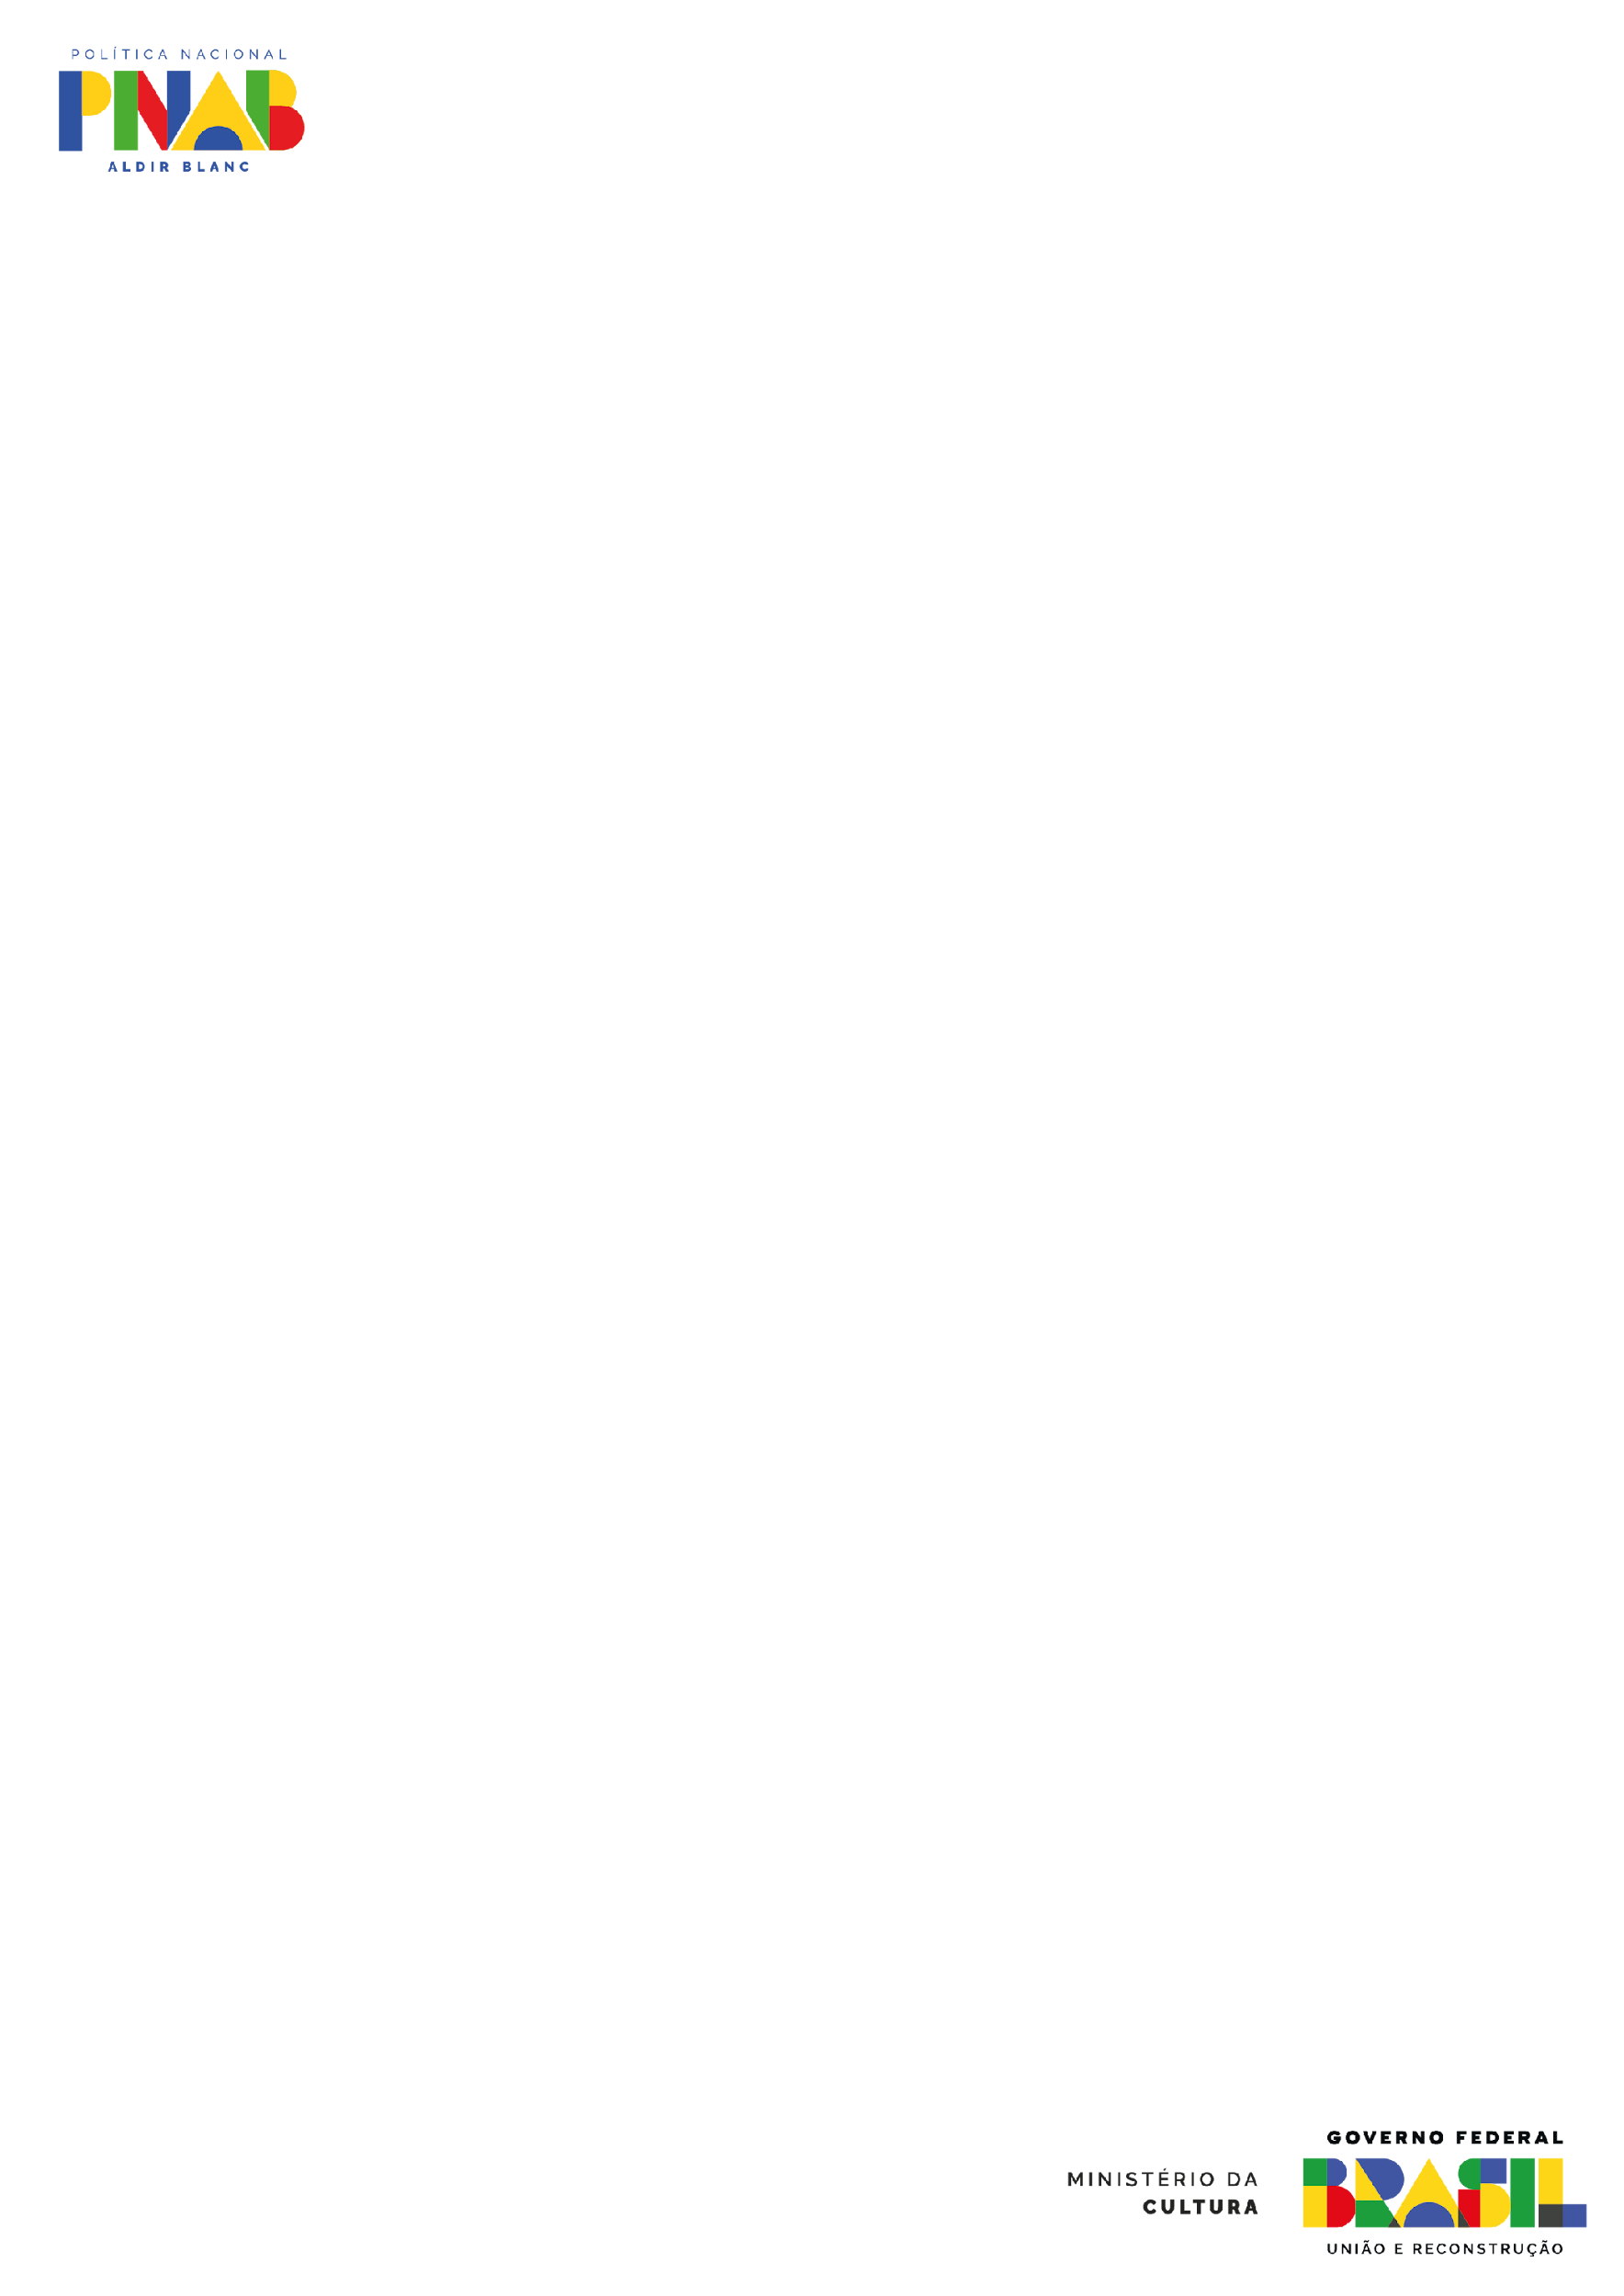 POLÍTICA NACIONAL
PNAB
ALDIR BLANC
GOVERNO FEDERAL
MINISTÉRIO DA
CULTURA
BRASIL
UNIÃO E RECONSTRUÇÃO